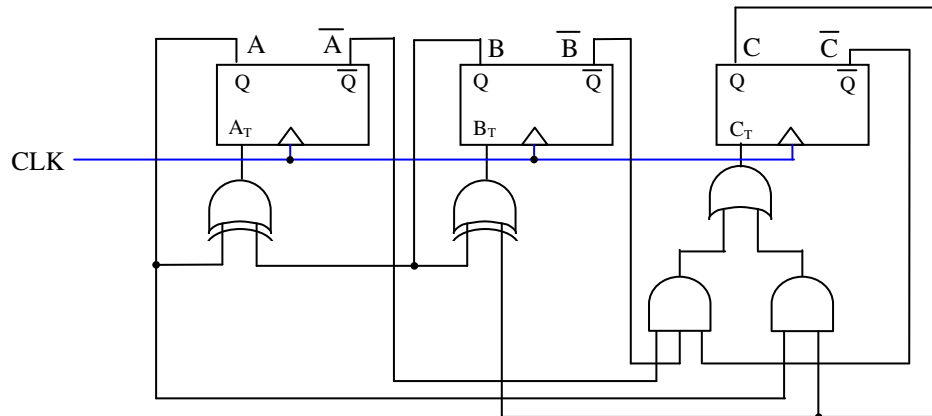 A A̅ B B̅ C C̅
Q Q̅ Q Q̅ Q Q̅
A_T B_T C_T
CLK